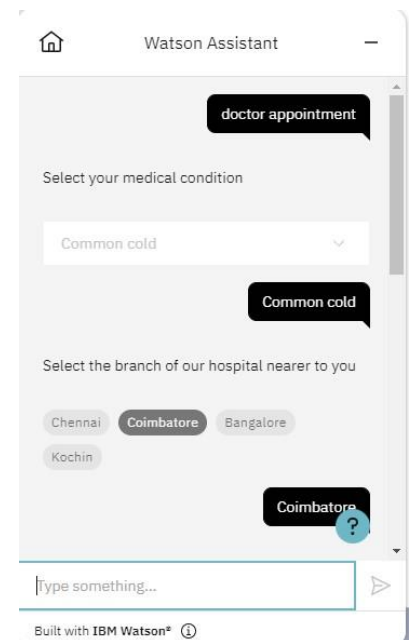 Watson Assistant
doctor appointment
Select your medical condition
Common cold
Common cold
Select the branch of our hospital nearer to you
Chennai Coimbatore Bangalore
Kochin
Coimbatore
?
Type something...
Built with IBM Watson®